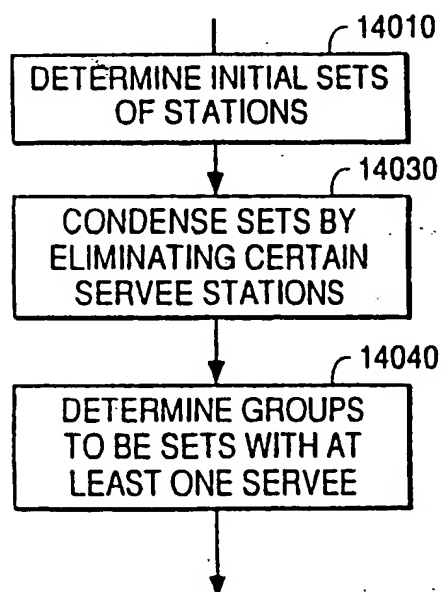 14010
DETERMINE INITIAL SETS
OF STATIONS
14030
CONDENSE SETS BY
ELIMINATING CERTAIN
SERVEE STATIONS
14040
DETERMINE GROUPS
TO BE SETS WITH AT
LEAST ONE SERVEE